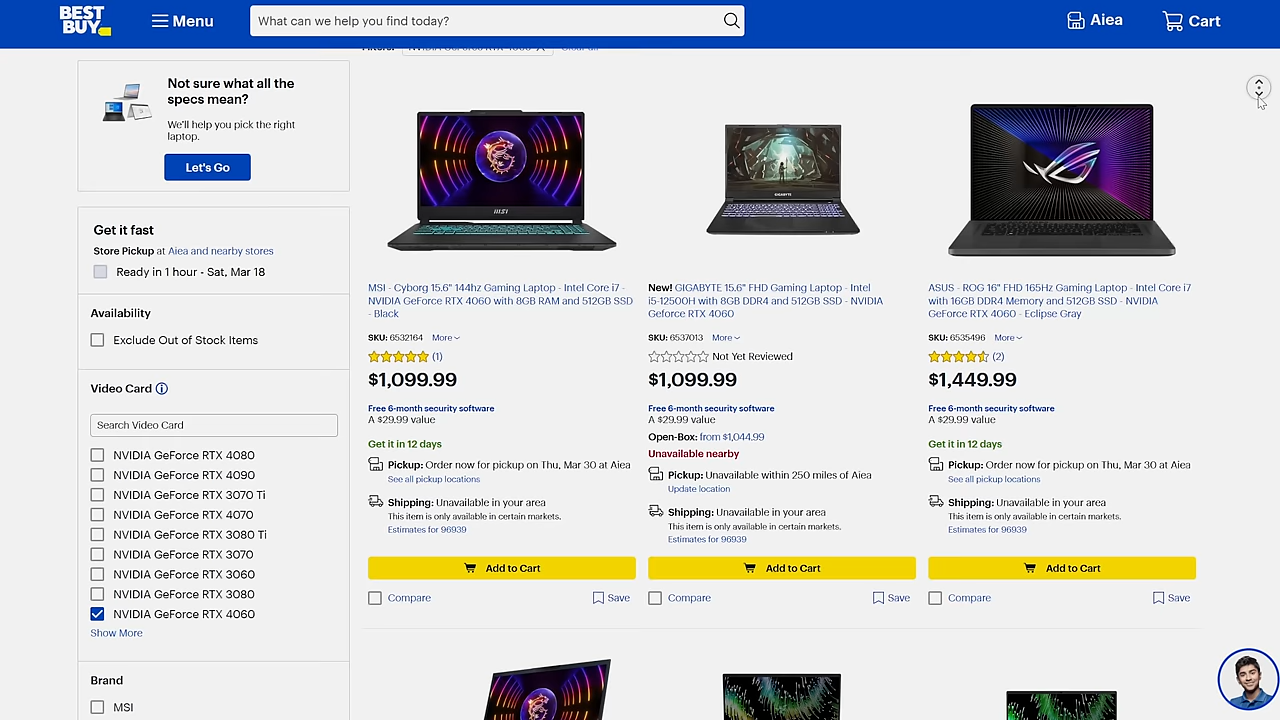 BEST
BUY
Menu
What can we help you find today?
Aiea
Cart
Not sure what all the
specs mean?
We'll help you pick the right
laptop.
Let's Go
Get it fast
Store Pickup at Aiea and nearby stores
Ready in 1 hour - Sat, Mar 18
Availability
Exclude Out of Stock Items
Video Card
Search Video Card
NVIDIA GeForce RTX 4080
NVIDIA GeForce RTX 4090
NVIDIA GeForce RTX 3070 Ti
NVIDIA GeForce RTX 4070
NVIDIA GeForce RTX 3080 Ti
NVIDIA GeForce RTX 3070
NVIDIA GeForce RTX 3060
NVIDIA GeForce RTX 3080
NVIDIA GeForce RTX 4060
Show More
Brand
MSI
MSI - Cyborg 15.6" 144hz Gaming Laptop - Intel Core i7 -
NVIDIA GeForce RTX 4060 with 8GB RAM and 512GB SSD
- Black
SKU: 6532164 More
(1)
$1,099.99
Free 6-month security software
A $29.99 value
Get it in 12 days
Pickup: Order now for pickup on Thu, Mar 30 at Aiea
See all pickup locations
Shipping: Unavailable in your area
This item is only available in certain markets.
Estimates for 96939
Add to Cart
Compare
Save
GIGABYTE
New! GIGABYTE 15.6" FHD Gaming Laptop - Intel
i5-12500H with 8GB DDR4 and 512GB SSD - NVIDIA
Geforce RTX 4060
SKU: 6537013 More
Not Yet Reviewed
$1,099.99
Free 6-month security software
A $29.99 value
Open-Box: from $1,044.99
Unavailable nearby
Pickup: Unavailable within 250 miles of Aiea
Update location
Shipping: Unavailable in your area
This item is only available in certain markets.
Estimates for 96939
Add to Cart
Compare
Save
ASUS - ROG 16" FHD 165Hz Gaming Laptop - Intel Core i7
with 16GB DDR4 Memory and 512GB SSD - NVIDIA
GeForce RTX 4060 - Eclipse Gray
SKU: 6535496 More
(2)
$1,449.99
Free 6-month security software
A $29.99 value
Get it in 12 days
Pickup: Order now for pickup on Thu, Mar 30 at Aiea
See all pickup locations
Shipping: Unavailable in your area
This item is only available in certain markets.
Estimates for 96939
Add to Cart
Compare
Save